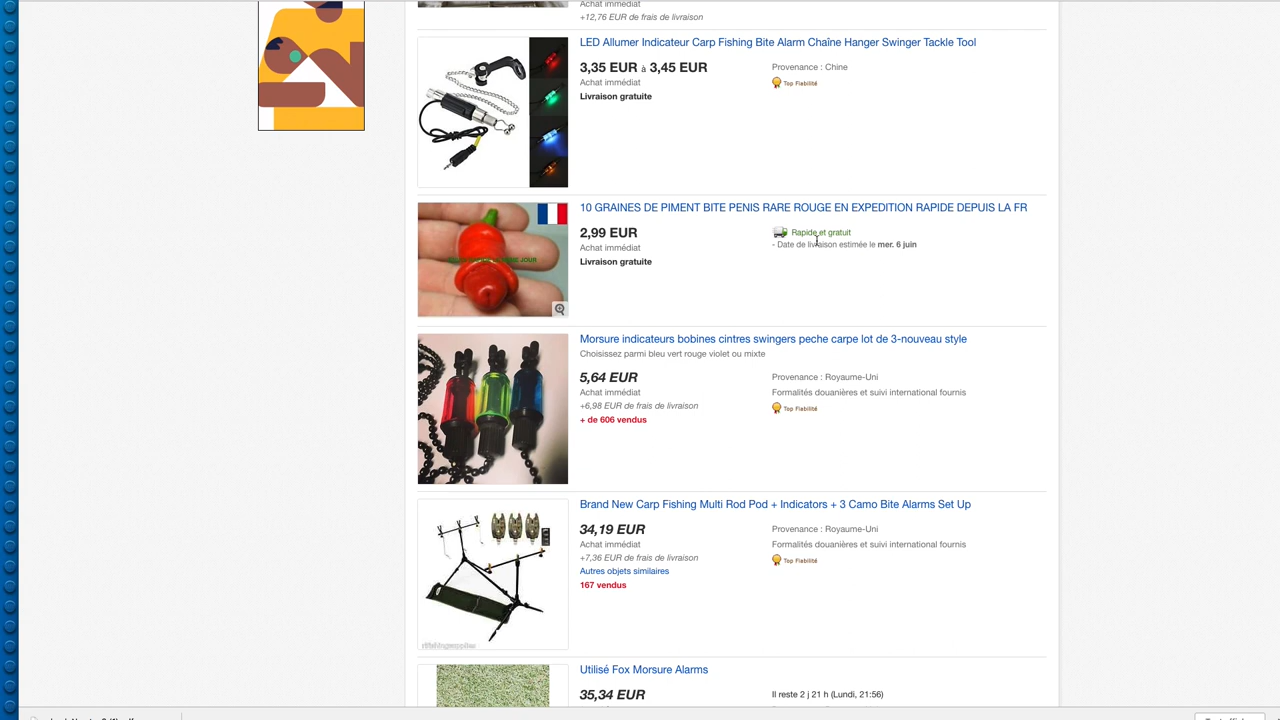 Achat immédiat
+12,76 EUR de frais de livraison
LED Allumer Indicateur Carp Fishing Bite Alarm Chaîne Hanger Swinger Tackle Tool
3,35 EUR à 3,45 EUR
Provenance : Chine
Achat immédiat
Top Fiabilité
Livraison gratuite
10 GRAINES DE PIMENT BITE PENIS RARE ROUGE EN EXPEDITION RAPIDE DEPUIS LA FR
2,99 EUR
Rapide et gratuit
Achat immédiat
- Date de livraison estimée le mer. 6 juin
Livraison gratuite
JOUR
Morsure indicateurs bobines cintres swingers peche carpe lot de 3-nouveau style
Choisissez parmi bleu vert rouge violet ou mixte
5,64 EUR
Provenance : Royaume-Uni
Achat immédiat
Formalités douanières et suivi international fournis
+6,98 EUR de frais de livraison
Top Fiabilité
+ de 606 vendus
Brand New Carp Fishing Multi Rod Pod + Indicators + 3 Camo Bite Alarms Set Up
34,19 EUR
Provenance : Royaume-Uni
Achat immédiat
Formalités douanières et suivi international fournis
+7,36 EUR de frais de livraison
Top Fiabilité
Autres objets similaires
167 vendus
Utilisé Fox Morsure Alarms
35,34 EUR
Il reste 2 j 21 h (Lundi, 21:56)